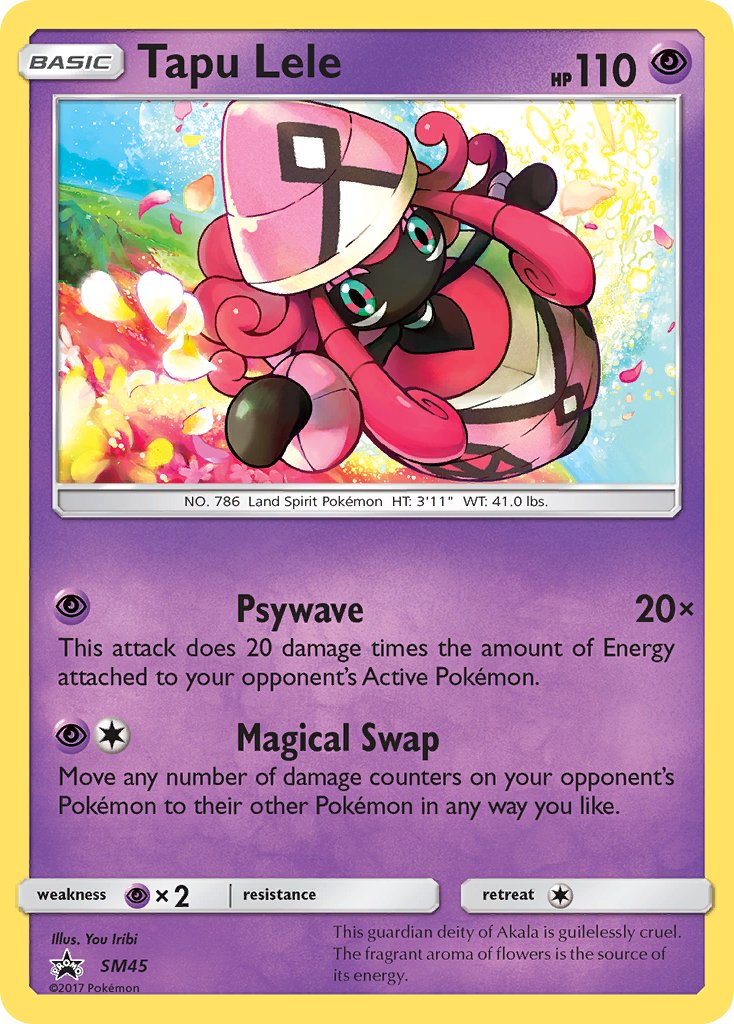 BASIC Tapu Lele HP 110
NO. 786 Land Spirit Pokémon HT: 3'11" WT: 41.0 lbs.
Psywave 20×
This attack does 20 damage times the amount of Energy
attached to your opponent's Active Pokémon.
Magical Swap
Move any number of damage counters on your opponent's
Pokémon to their other Pokémon in any way you like.
weakness ×2 resistance retreat
Illus. You Iribi
PROMO SM45
©2017 Pokémon
This guardian deity of Akala is guilelessly cruel.
The fragrant aroma of flowers is the source of
its energy.